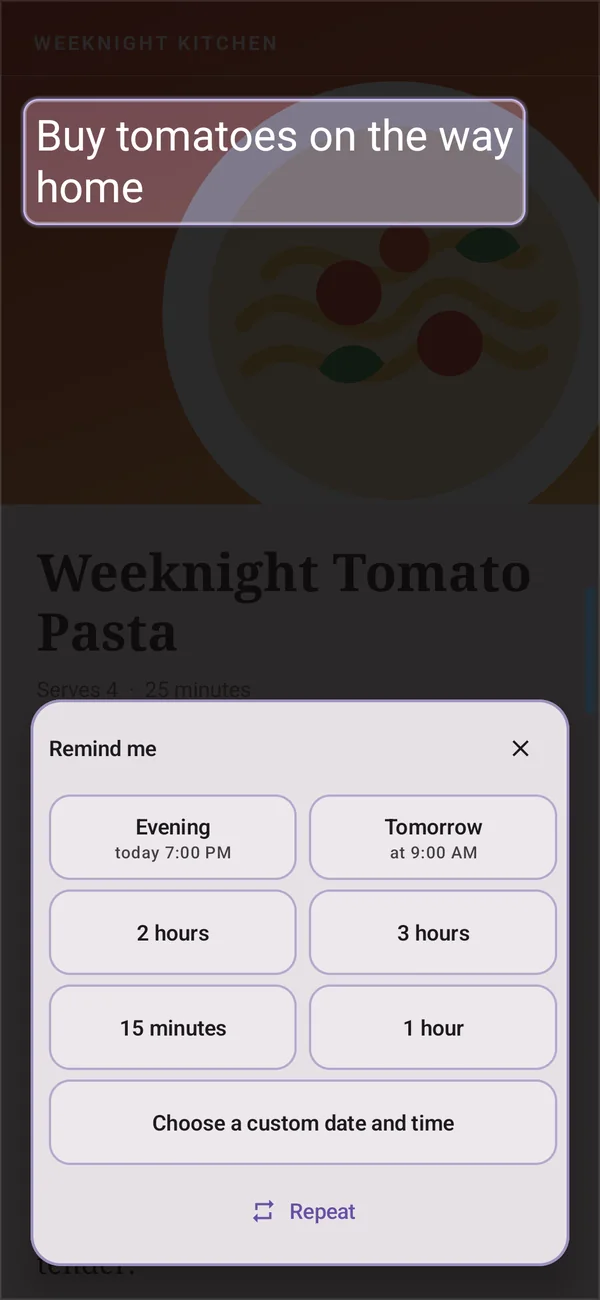 WEEKNIGHT KITCHEN
Buy tomatoes on the way
home
Weeknight Tomato
Pasta
Serves 4 · 25 minutes
Remind me
Evening
today 7:00 PM
Tomorrow
at 9:00 AM
2 hours
3 hours
15 minutes
1 hour
Choose a custom date and time
Repeat
tender.